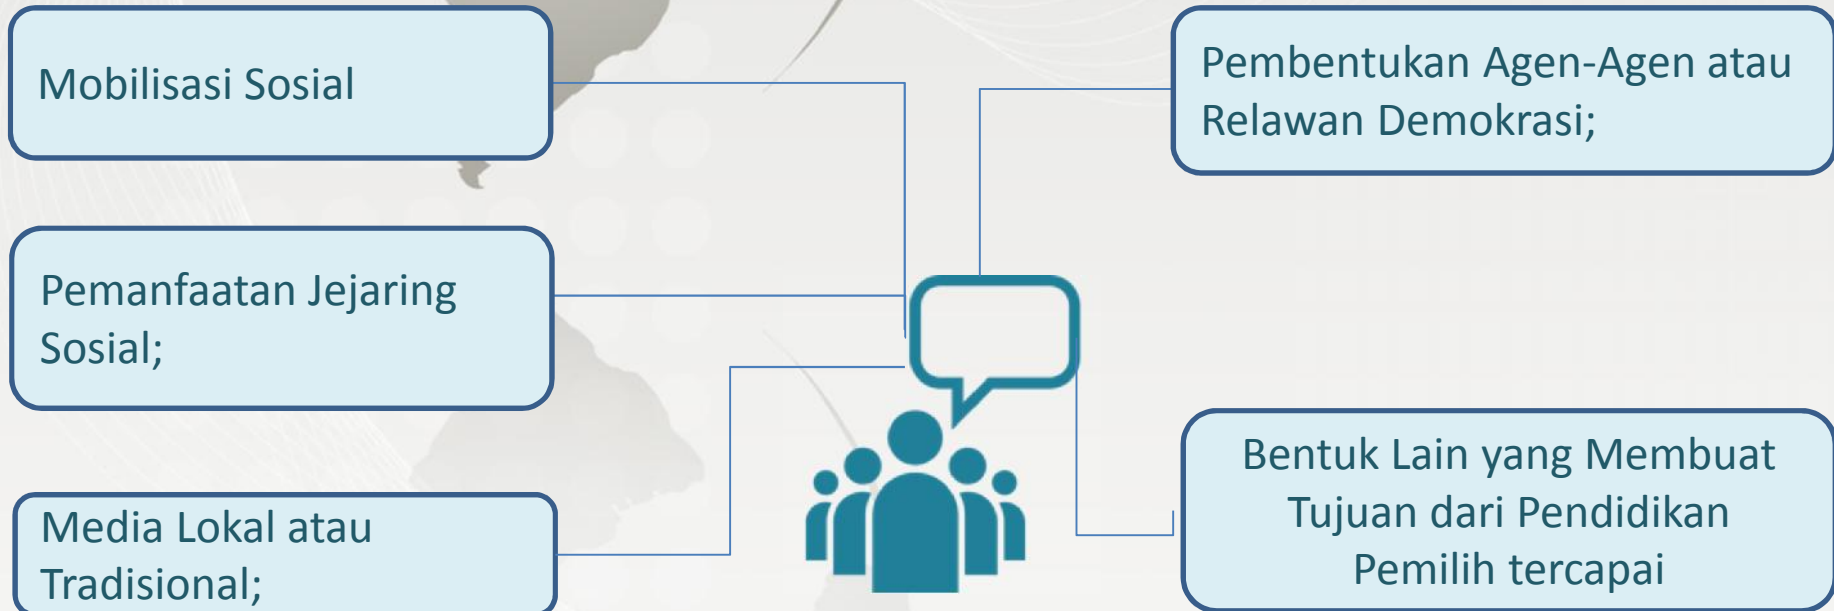 Mobilisasi Sosial
Pemanfaatan Jejaring
Sosial;
Media Lokal atau
Tradisional;
Pembentukan Agen-Agen atau
Relawan Demokrasi;
Bentuk Lain yang Membuat
Tujuan dari Pendidikan
Pemilih tercapai